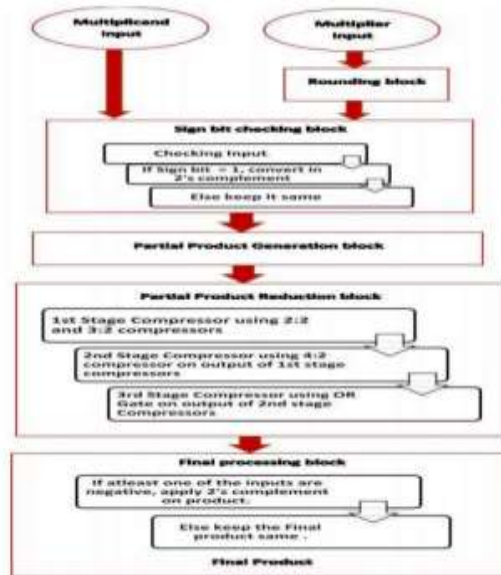 Multiplicand
Input
Multiplier
Input
Rounding block
Sign bit checking block
Checking Input
If Sign bit = 1, convert in
2's complement
Else keep it same
Partial Product Generation block
Partial Product Reduction block
1st Stage Compressor using 2:2
and 3:2 compressors
2nd Stage Compressor using 4:2
compressor on output of 1st stage
compressors
3rd Stage Compressor using OR
Gate on output of 2nd stage
Compressors
Final processing block
If atleast one of the inputs are
negative, apply 2's complement
on product.
Else keep the Final
product same .
Final Product